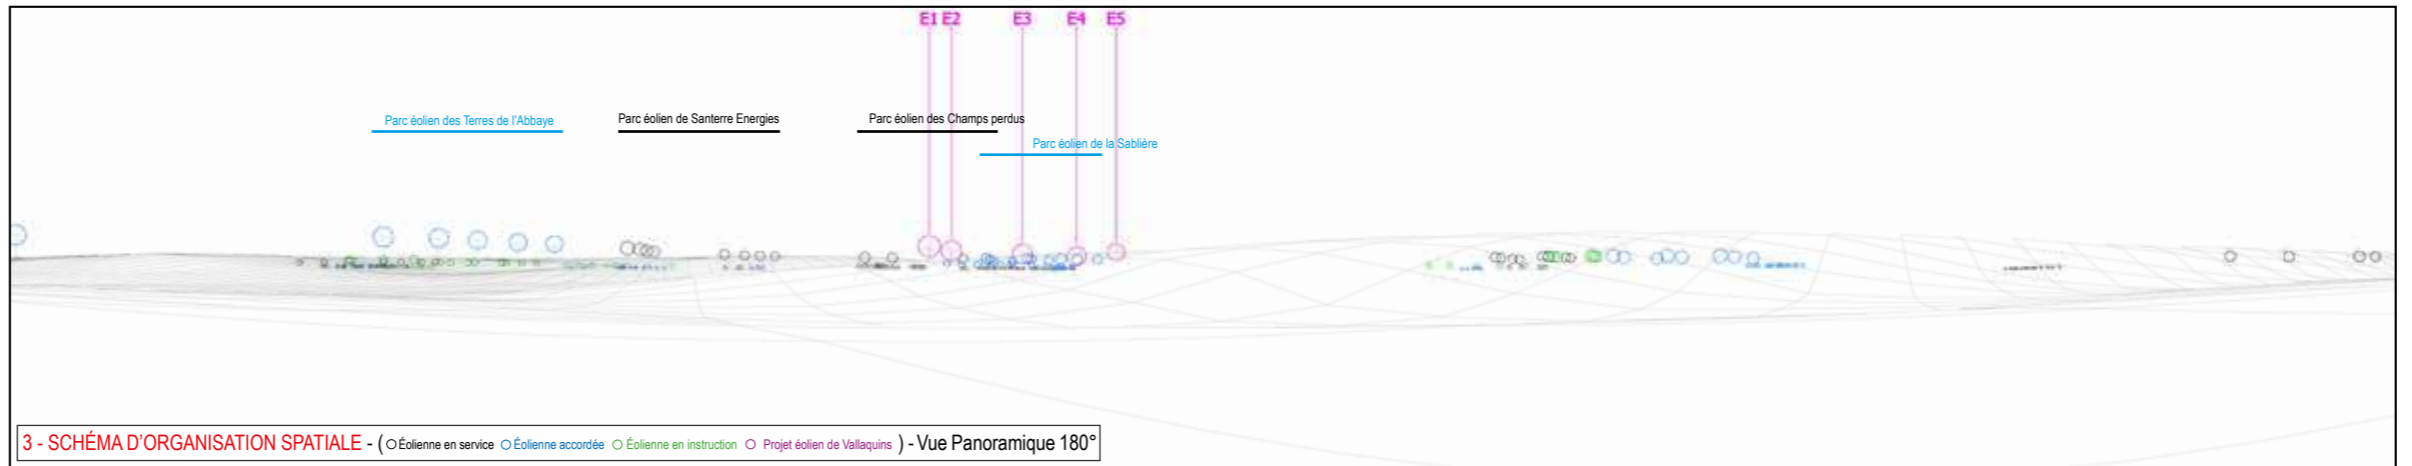 E1 E2 E3 E4 E5
Parc éolien des Terres de l'Abbaye
Parc éolien de Santerre Energies
Parc éolien des Champs perdus
Parc éolien de la Sablière
3 - SCHÉMA D'ORGANISATION SPATIALE - ( Éolienne en service Éolienne accordée Éolienne en instruction Projet éolien de Vallaquins ) - Vue Panoramique 180°